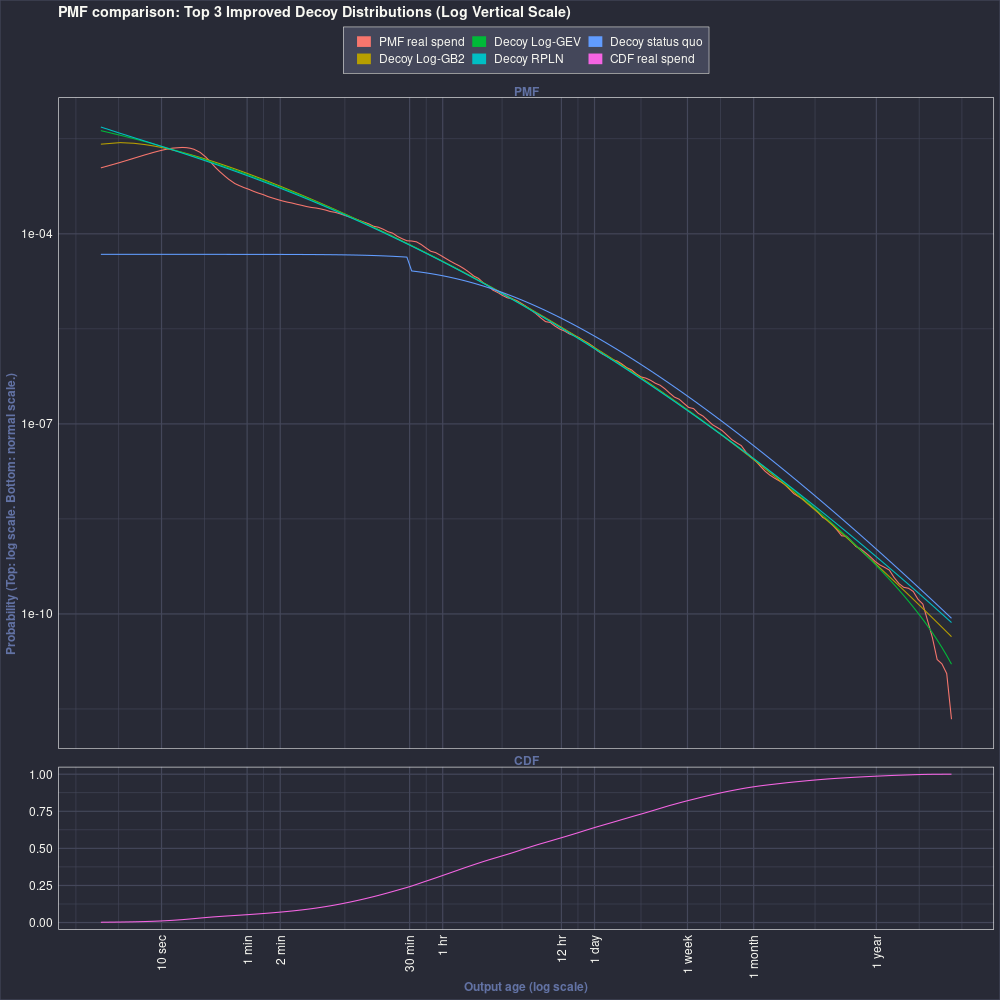 PMF comparison: Top 3 Improved Decoy Distributions (Log Vertical Scale)
PMF real spend Decoy Log-GEV Decoy status quo
Decoy Log-GB2 Decoy RPLN CDF real spend
PMF
1e-04
1e-07
1e-10
Probability (Top: log scale. Bottom: normal scale.)
CDF
1.00
0.75
0.50
0.25
0.00
10 sec 1 min 2 min 30 min 1 hr 12 hr 1 day 1 week 1 month 1 year
Output age (log scale)